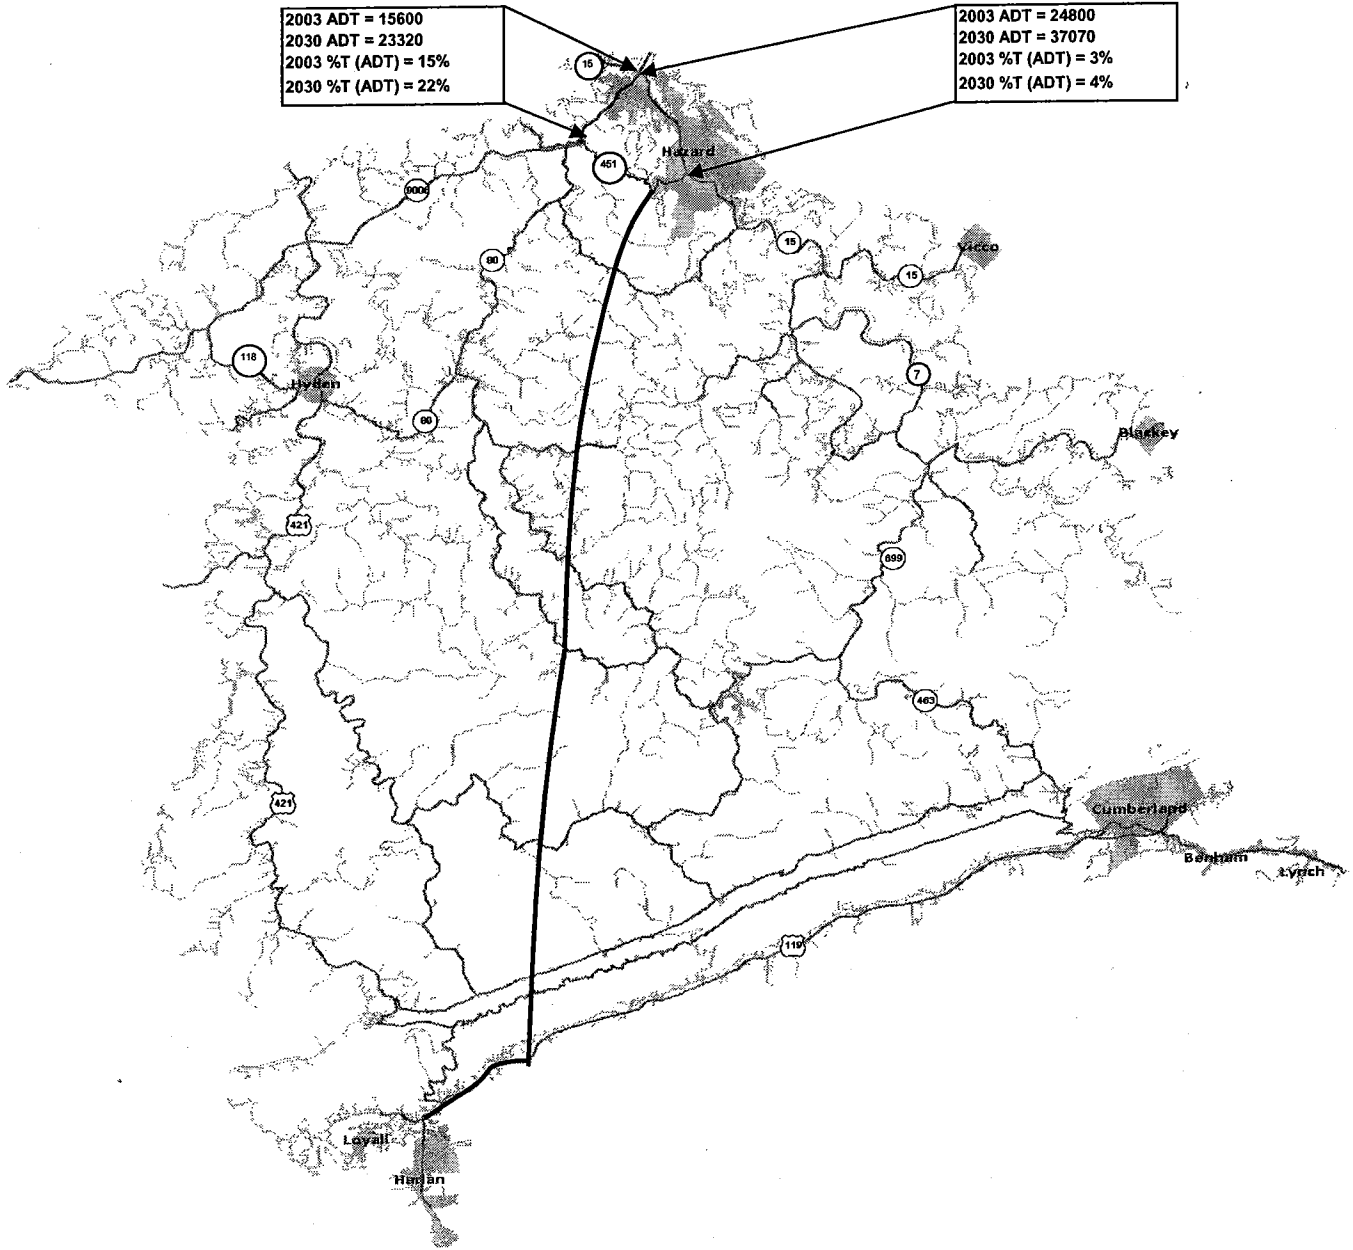 2003 ADT = 15600
2030 ADT = 23320
2003 %T (ADT) = 15%
2030 %T (ADT) = 22%
2003 ADT = 24800
2030 ADT = 37070
2003 %T (ADT) = 3%
2030 %T (ADT) = 4%
15
Hazard
451
9006
15
Vicco
80
15
118
Hyden
7
80
Blackey
421
699
463
421
Cumberland
Benham
Lynch
119
Loyall
Harlan